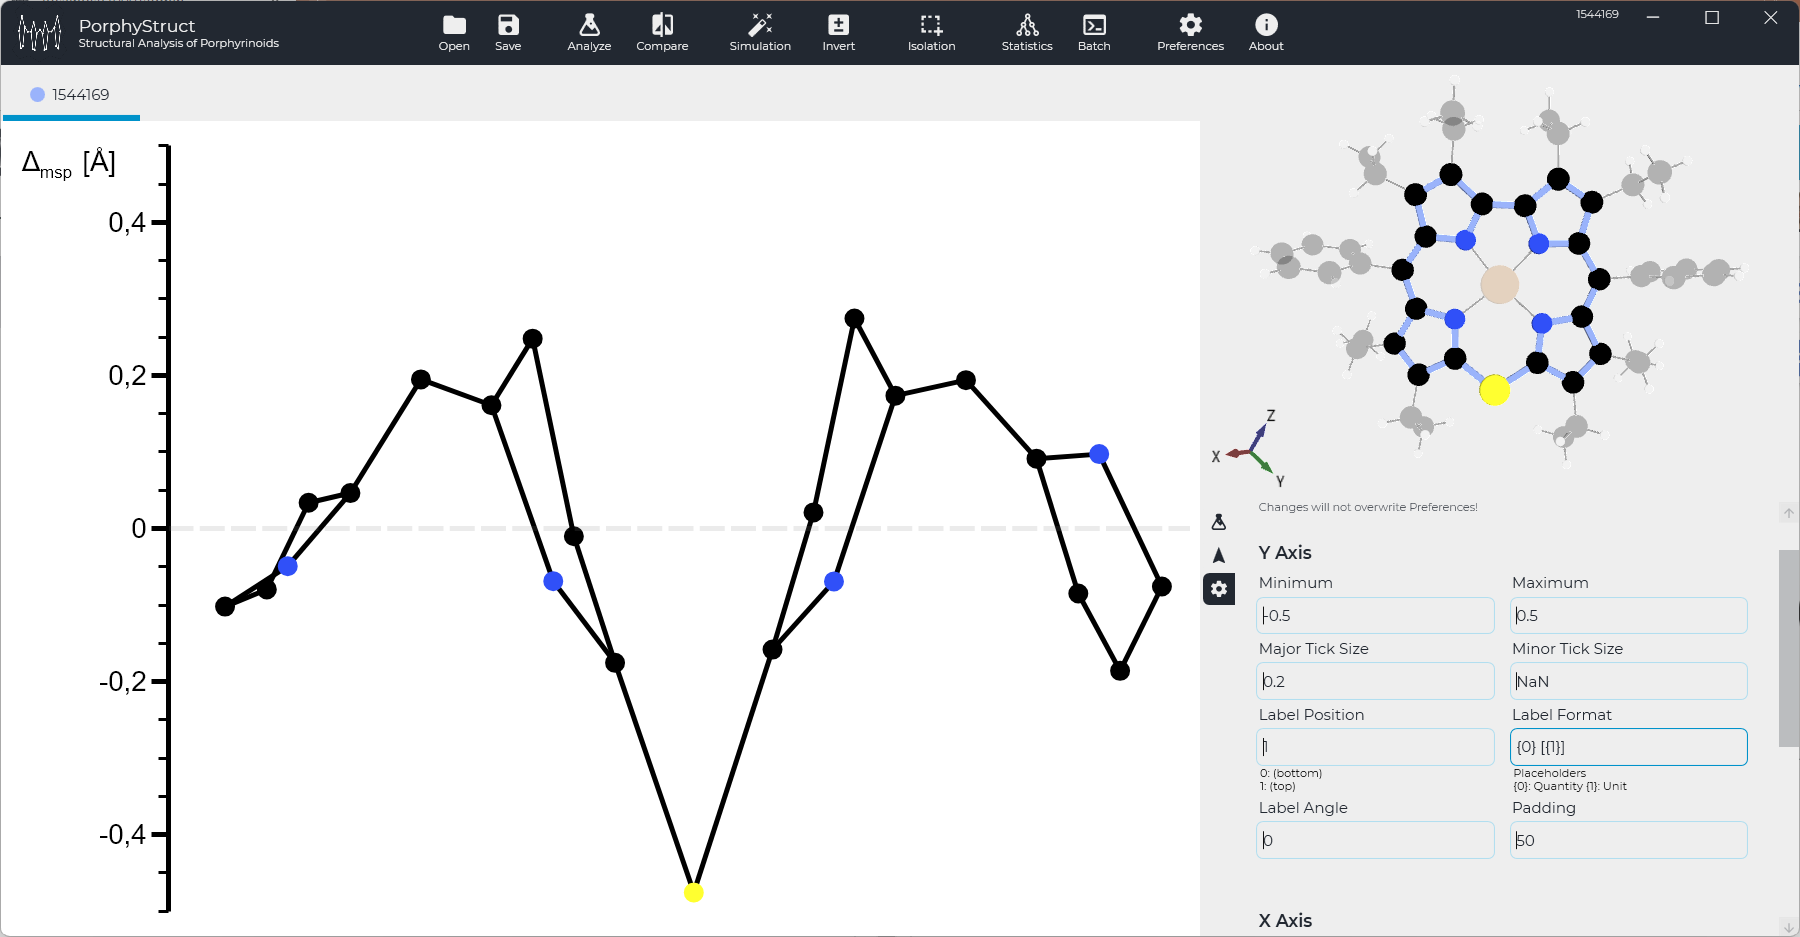 PorphyStruct
Structural Analysis of Porphyrinoids
Open
Save
Analyze
Compare
Simulation
Invert
Isolation
Statistics
Batch
Preferences
About
1544169
1544169
Δmsp [Å]
0,4
0,2
0
-0,2
-0,4
Z
X
Y
Changes will not overwrite Preferences!
Y Axis
Minimum
Maximum
-0.5
0.5
Major Tick Size
Minor Tick Size
0.2
NaN
Label Position
Label Format
1
{0} [{1}]
0: (bottom)
1: (top)
Placeholders
{0}: Quantity {1}: Unit
Label Angle
Padding
0
50
X Axis